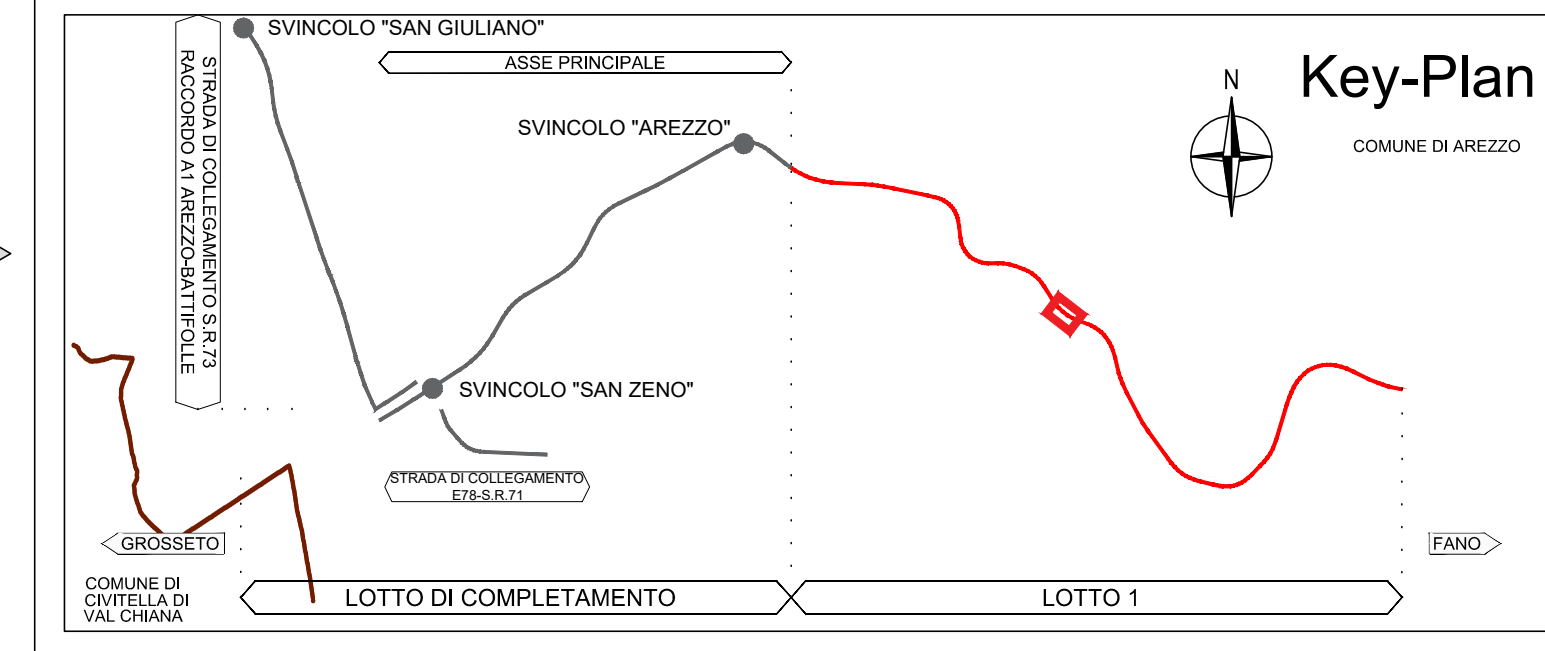 SVINCOLO "SAN GIULIANO"
ASSE PRINCIPALE
Key-Plan
N
COMUNE DI AREZZO
SVINCOLO "AREZZO"
STRADA DI COLLEGAMENTO S.R.73
RACCORDO A1 AREZZO-BATTIFOLLE
SVINCOLO "SAN ZENO"
STRADA DI COLLEGAMENTO
E78-S.R.71
GROSSETO
FANO
COMUNE DI
CIVITELLA DI
VAL CHIANA
LOTTO DI COMPLETAMENTO
LOTTO 1